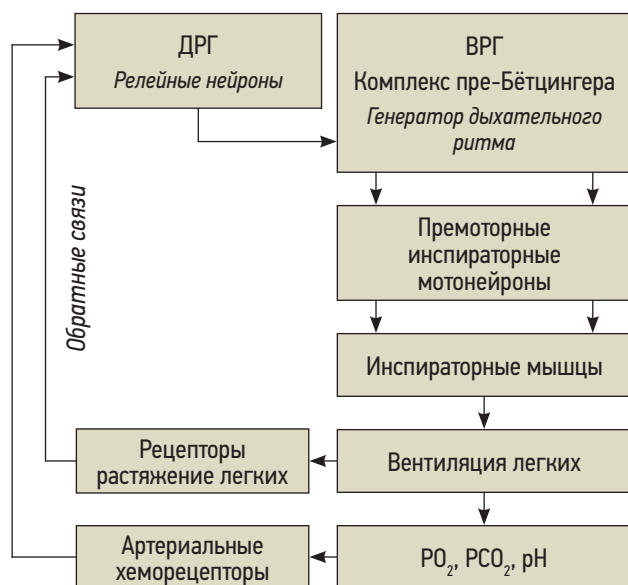 ДРГ
Релейные нейроны
ВРГ
Комплекс пре-Бётцингера
Генератор дыхательного
ритма
Обратные связи
Премоторные
инспираторные
мотонейроны
Инспираторные мышцы
Рецепторы
растяжение легких
Вентиляция легких
Артериальные
хеморецепторы
PO₂, PCO₂, pH